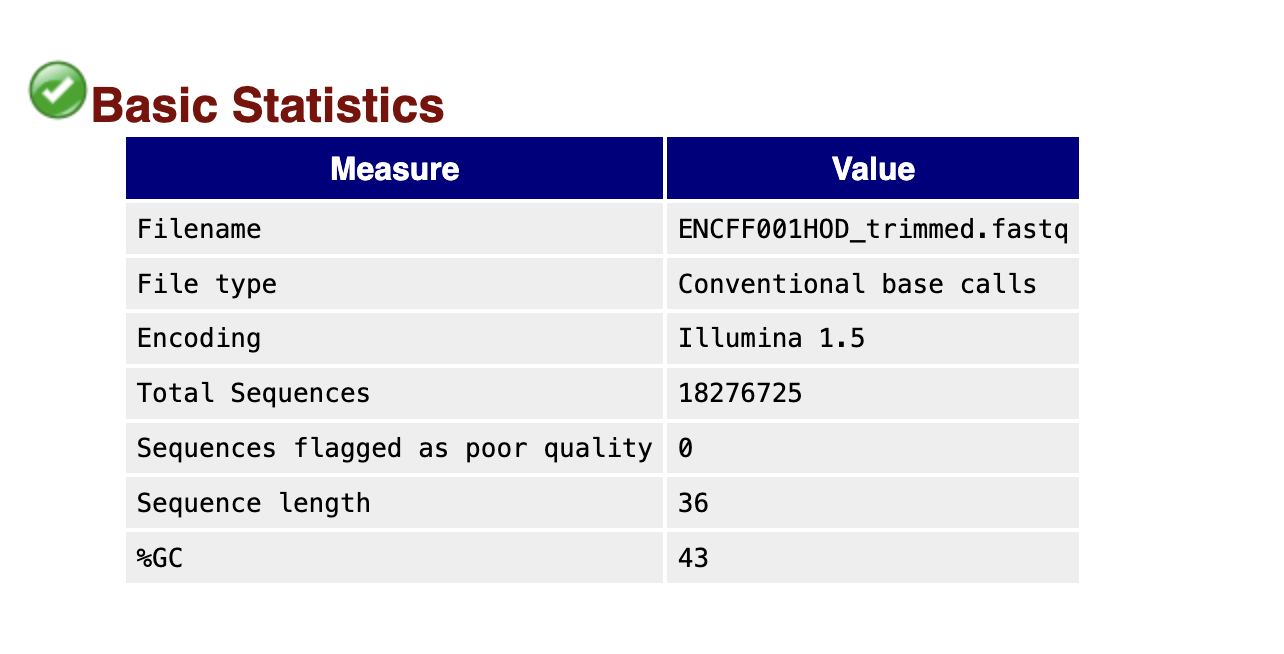 Basic Statistics
Measure Value
Filename ENCFF001HOD_trimmed.fastq
File type Conventional base calls
Encoding Illumina 1.5
Total Sequences 18276725
Sequences flagged as poor quality 0
Sequence length 36
%GC 43